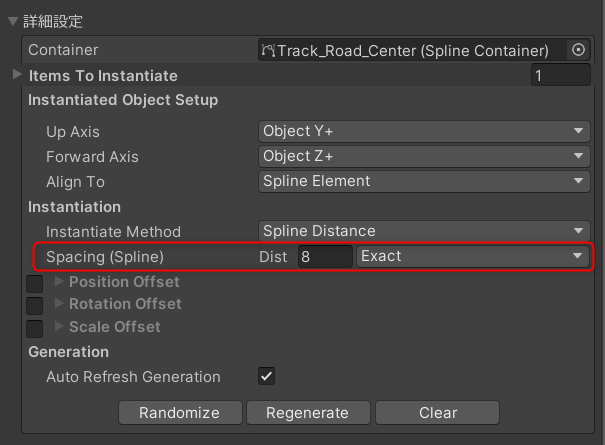 詳細設定
Container Track_Road_Center (Spline Container)
Items To Instantiate 1
Instantiated Object Setup
Up Axis Object Y+
Forward Axis Object Z+
Align To Spline Element
Instantiation
Instantiate Method Spline Distance
Spacing (Spline) Dist 8 Exact
Position Offset
Rotation Offset
Scale Offset
Generation
Auto Refresh Generation
Randomize Regenerate Clear